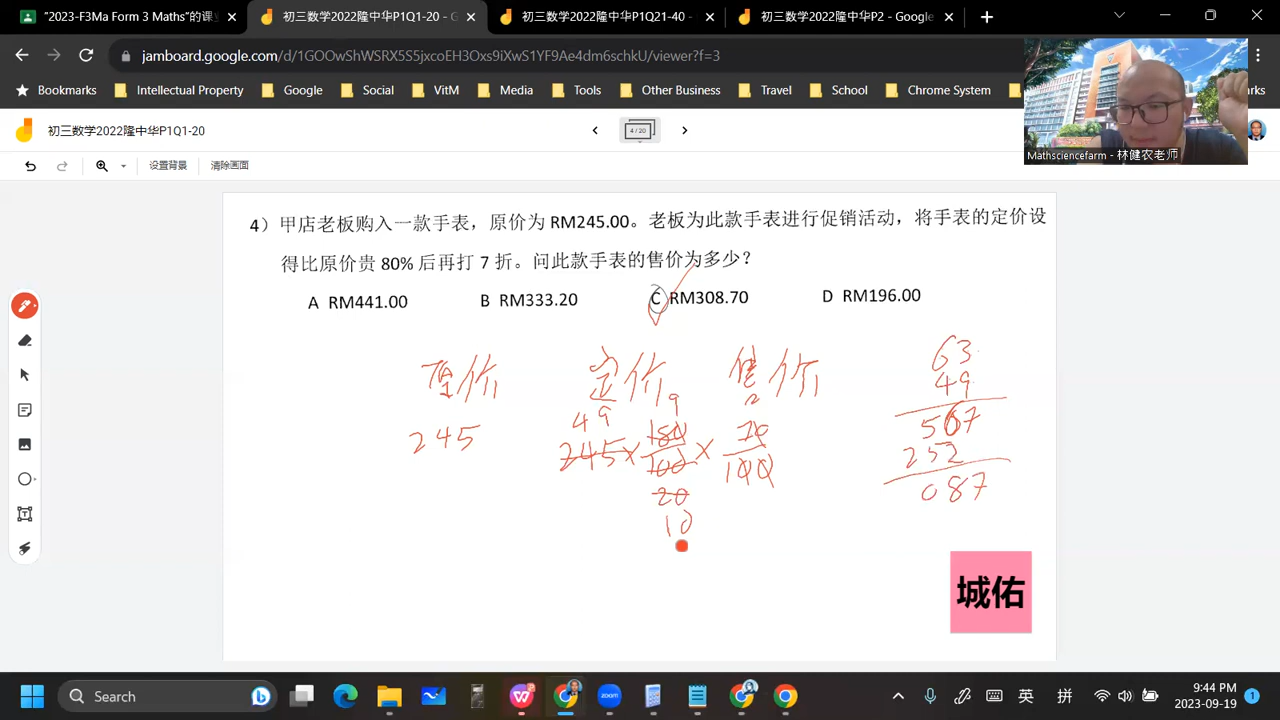 "2023-F3Ma Form 3 Maths"的课
初三数学2022隆中华P1Q1-20 - G
初三数学2022隆中华P1Q21-40 -
初三数学2022隆中华P2 - Google
jamboard.google.com/d/1GOOwShWSRX5S5jxcoEH3Oxs9iXwS1YF9Ae4dm6schkU/viewer?f=3
Bookmarks Intellectual Property Google Social VitM Media Tools Other Business Travel School Chrome System
Mathsciencefarm - 林健农老师
初三数学2022隆中华P1Q1-20
4 / 20
设置背景 清除画面
4）甲店老板购入一款手表，原价为 RM245.00。老板为此款手表进行促销活动，将手表的定价设
得比原价贵 80% 后再打 7 折。问此款手表的售价为多少？
A RM441.00 B RM333.20 C RM308.70 D RM196.00
原价 定价 售价
245
49 9
245 × 180/100 × 70/100
20
10
63
49
567
252
087
城佑
Search
英 拼
9:44 PM
2023-09-19
1